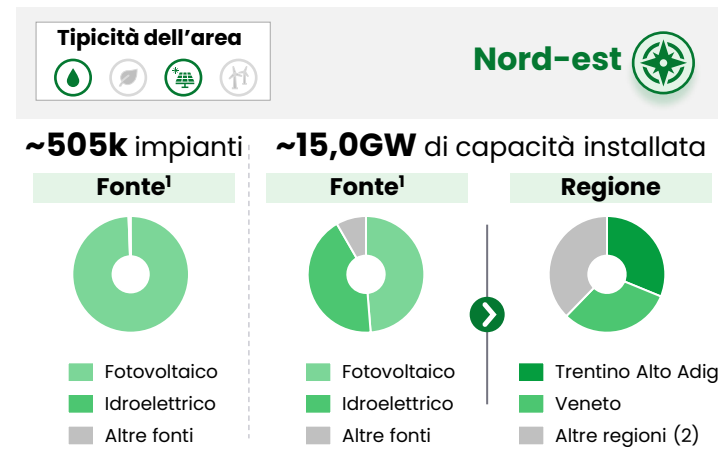 Tipicità dell'area
Nord-est
~505k impianti
~15,0GW di capacità installata
Fonte¹
Fonte¹
Regione
Fotovoltaico
Idroelettrico
Altre fonti
Fotovoltaico
Idroelettrico
Altre fonti
Trentino Alto Adig
Veneto
Altre regioni (2)